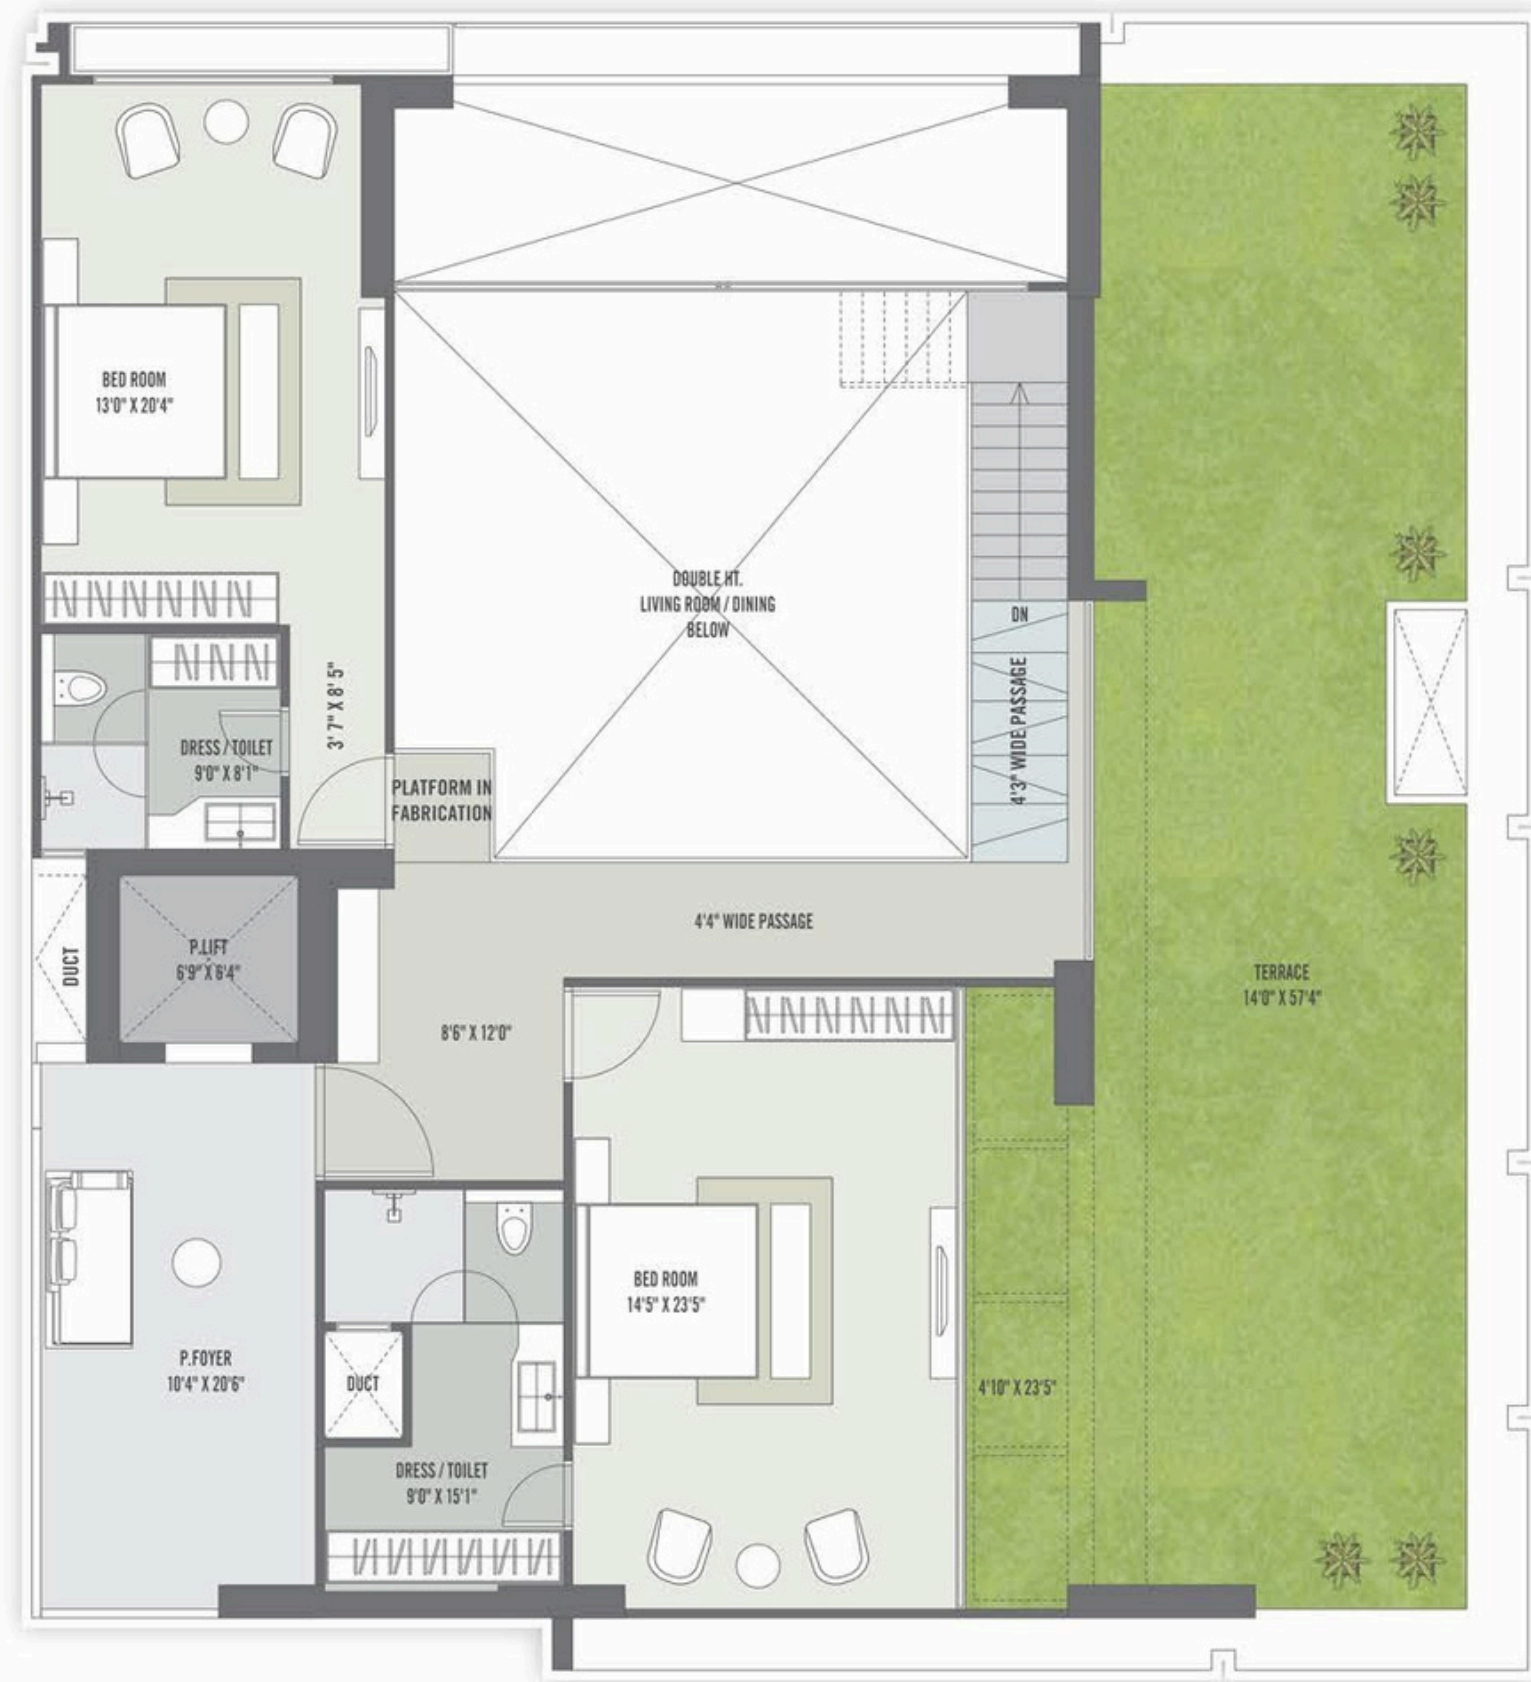 BED ROOM
13'0" X 20'4"
DOUBLE HT.
LIVING ROOM / DINING
BELOW
DN
4'3" WIDE PASSAGE
3' 7" X 8' 5"
DRESS / TOILET
9'0" X 8'1"
PLATFORM IN
FABRICATION
4'4" WIDE PASSAGE
DUCT
P.LIFT
6'9" X 6'4"
8'6" X 12'0"
TERRACE
14'0" X 57'4"
BED ROOM
14'5" X 23'5"
P.FOYER
10'4" X 20'6"
DUCT
4'10" X 23'5"
DRESS / TOILET
9'0" X 15'1"